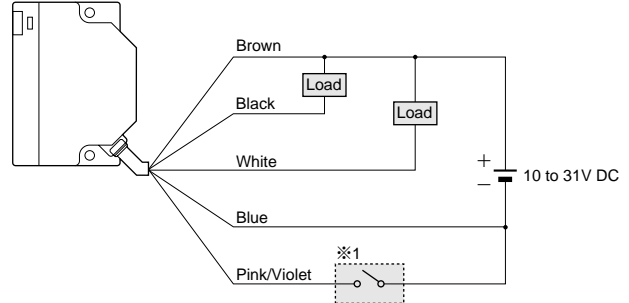 Brown
Load
Black
Load
White
+
−
10 to 31V DC
Blue
※1
Pink/Violet